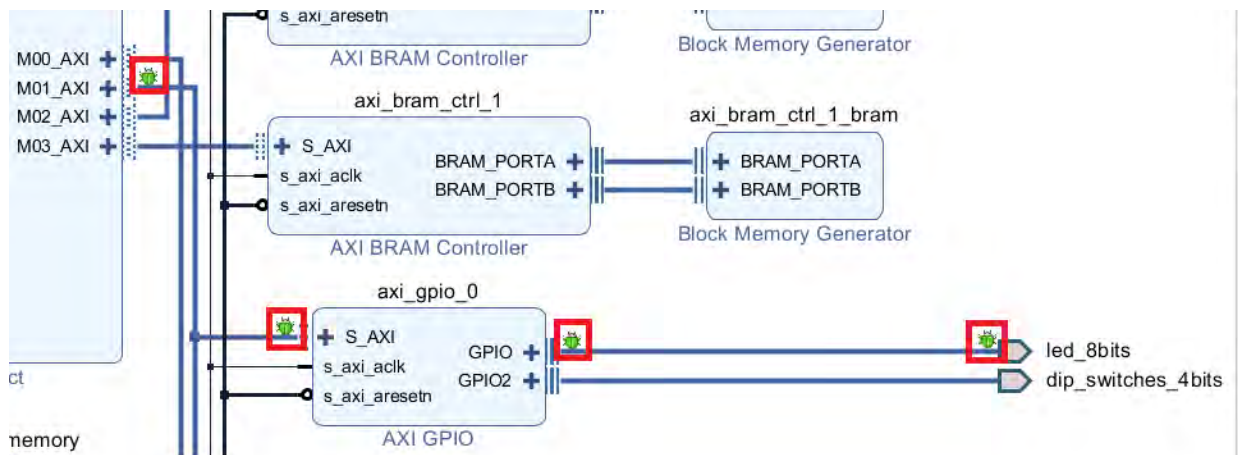 s_axi_aresetn
AXI BRAM Controller
Block Memory Generator
M00_AXI
M01_AXI
M02_AXI
M03_AXI
axi_bram_ctrl_1
S_AXI
s_axi_aclk
s_axi_aresetn
BRAM_PORTA
BRAM_PORTB
AXI BRAM Controller
axi_bram_ctrl_1_bram
BRAM_PORTA
BRAM_PORTB
Block Memory Generator
axi_gpio_0
S_AXI
s_axi_aclk
s_axi_aresetn
GPIO
GPIO2
AXI GPIO
led_8bits
dip_switches_4bits
ct
memory